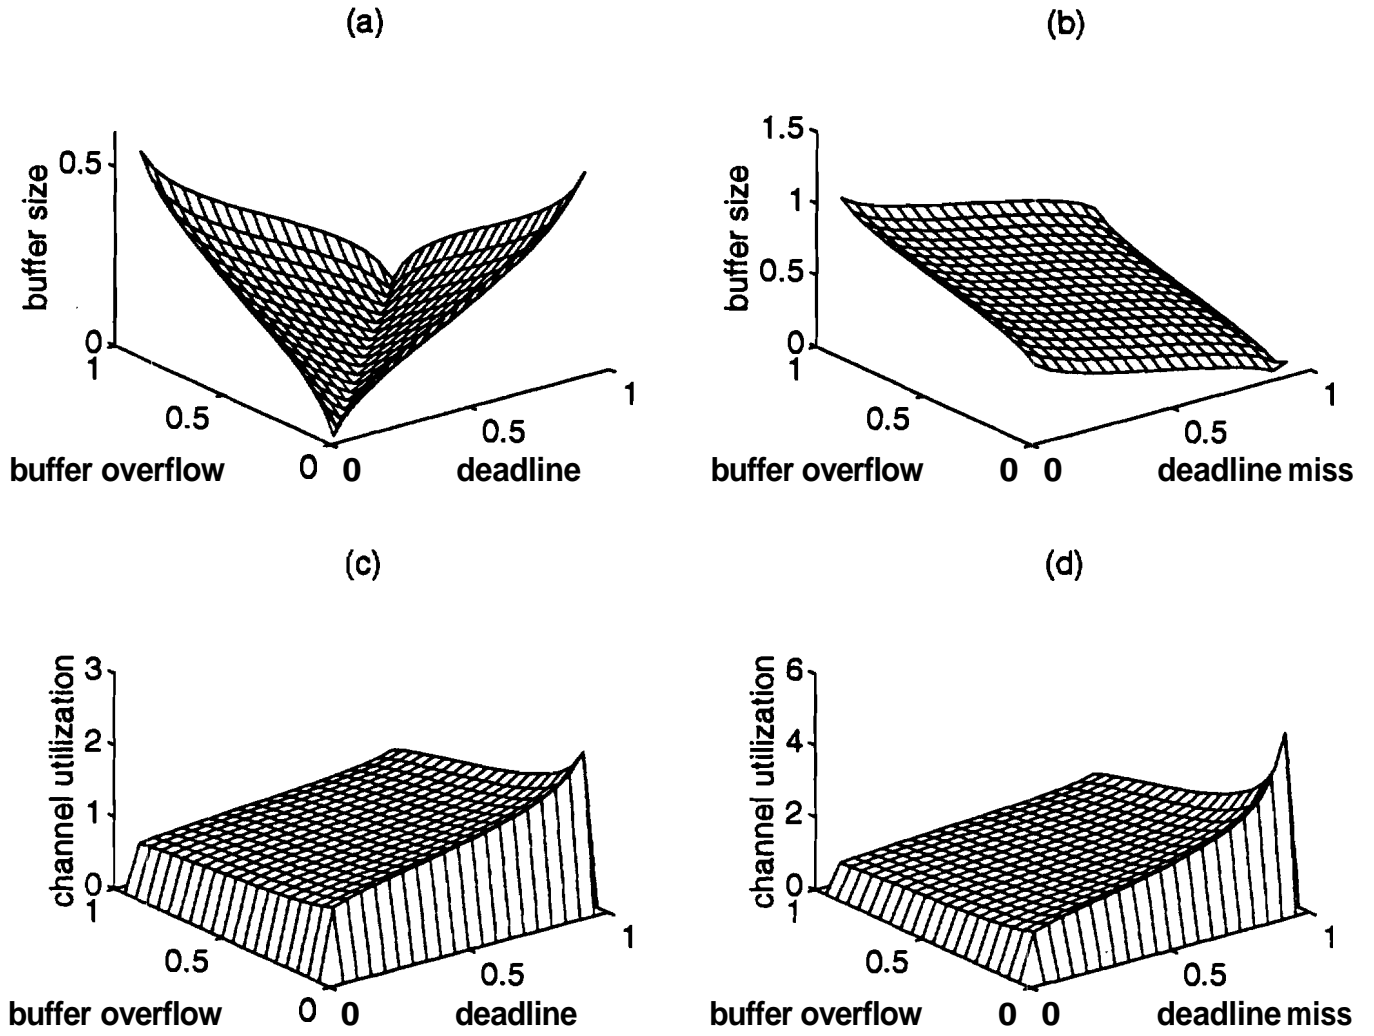 (a)
buffer size
0.5
0
1
0.5
0
0
0.5
1
buffer overflow
deadline
(b)
buffer size
1.5
1
0.5
0
1
0.5
0
0
0.5
1
buffer overflow
deadline miss
(c)
channel utilization
3
2
1
0
1
0.5
0
0
0.5
1
buffer overflow
deadline
(d)
channel utilization
6
4
2
0
1
0.5
0
0
0.5
1
buffer overflow
deadline miss